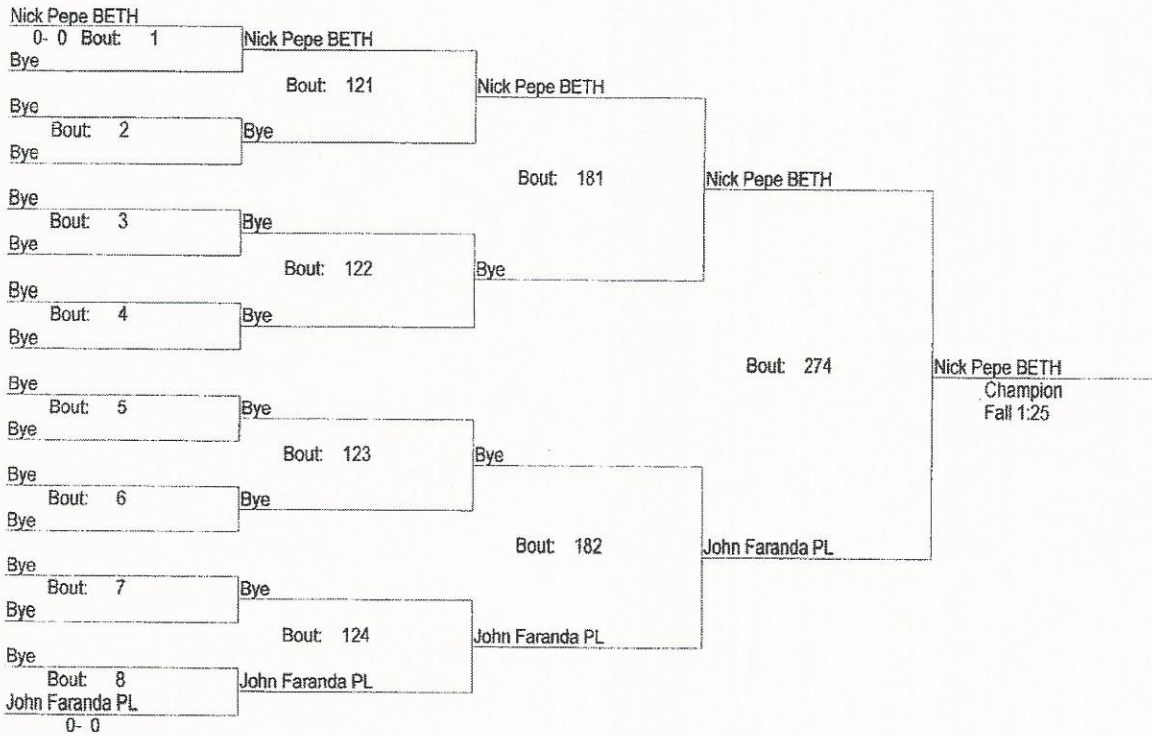 Nick Pepe BETH
0- 0 Bout: 1
Bye
Bye
Bout: 2
Bye
Bye
Bout: 3
Bye
Bye
Bout: 4
Bye
Bye
Bout: 5
Bye
Bye
Bout: 6
Bye
Bye
Bout: 7
Bye
Bye
Bout: 8
John Faranda PL
0- 0
Nick Pepe BETH
Bout: 121
Bye
Bye
Bout: 122
Bye
Bye
Bout: 123
Bye
Bye
Bout: 124
John Faranda PL
Nick Pepe BETH
Bout: 181
Bye
Bye
Bout: 182
John Faranda PL
Nick Pepe BETH
Bout: 274
John Faranda PL
Nick Pepe BETH
Champion
Fall 1:25